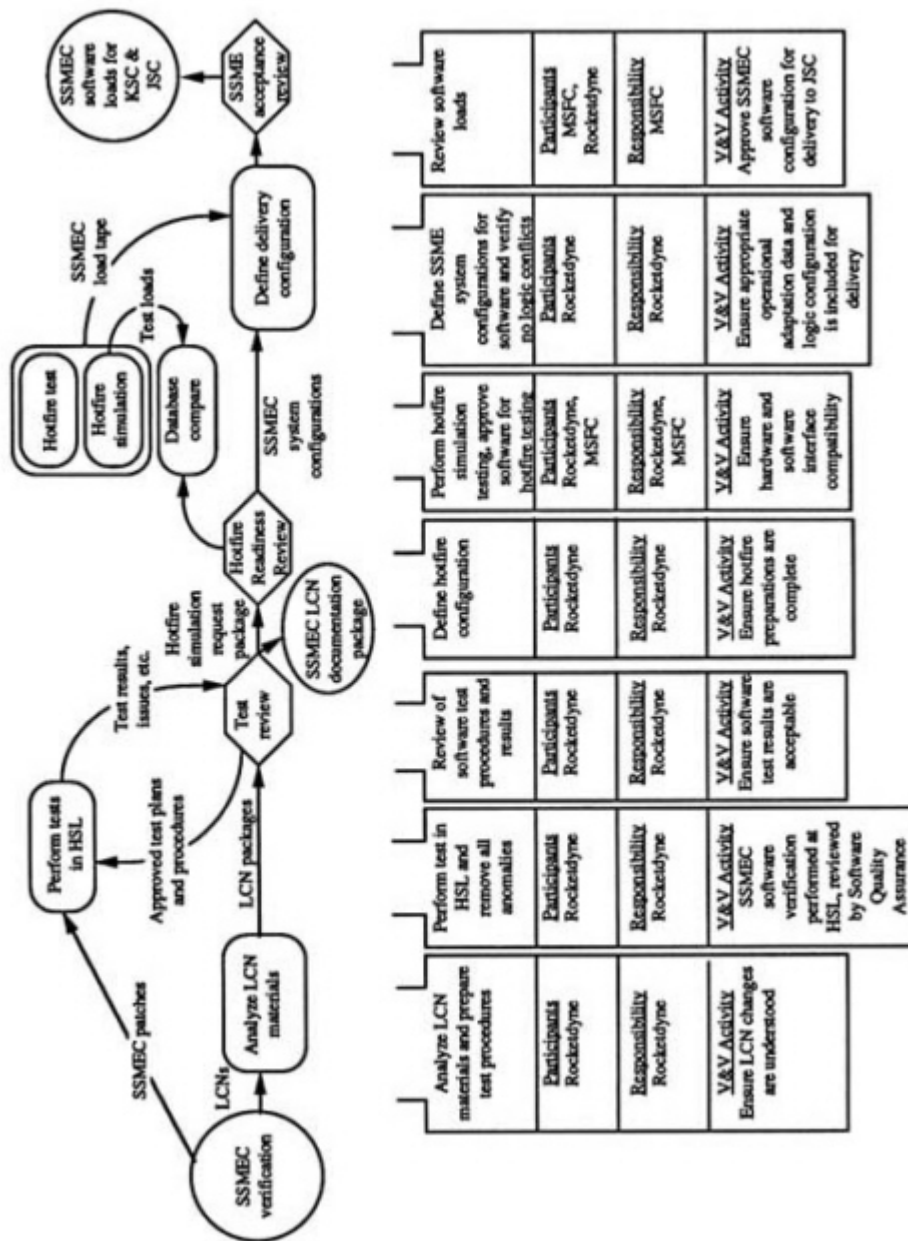 SSMEC
verification
SSMEC patches
LCNs
Analyze LCN
materials
Perform tests
in HSL
Approved test plans
and procedures
LCN packages
Test results,
issues, etc.
Test
review
Hotfire
simulation
request
package
SSMEC LCN
documentation
package
Hotfire
Readiness
Review
Hotfire test
Hotfire
simulation
Database
compare
Test loads
SSMEC
load tape
SSMEC
system
configurations
Define delivery
configuration
SSME
acceptance
review
SSMEC
software
loads for
KSC &
JSC
Analyze LCN
materials and prepare
test procedures
Participants
Rocketdyne
Responsibility
Rocketdyne
V&V Activity
Ensure LCN changes
are understood
Perform test in
HSL and
remove all
anomalies
Participants
Rocketdyne
Responsibility
Rocketdyne
V&V Activity
SSMEC
software
verification
performed at
HSL, reviewed
by Software
Quality
Assurance
Review of
software test
procedures and
results
Participants
Rocketdyne
Responsibility
Rocketdyne
V&V Activity
Ensure software
test results are
acceptable
Define hotfire
configuration
Participants
Rocketdyne
Responsibility
Rocketdyne
V&V Activity
Ensure hotfire
preparations are
complete
Perform hotfire
simulation
testing, approve
software for
hotfire testing
Participants
Rocketdyne,
MSFC
Responsibility
Rocketdyne,
MSFC
V&V Activity
Ensure
hardware and
software
interface
compatibility
Define SSME
system
configurations for
software and verify
no logic conflicts
Participants
Rocketdyne
Responsibility
Rocketdyne
V&V Activity
Ensure appropriate
operational
adaptation data and
logic configuration
is included for
delivery
Review software
loads
Participants
MSFC,
Rocketdyne
Responsibility
MSFC
V&V Activity
Approve SSMEC
software
configuration for
delivery to JSC